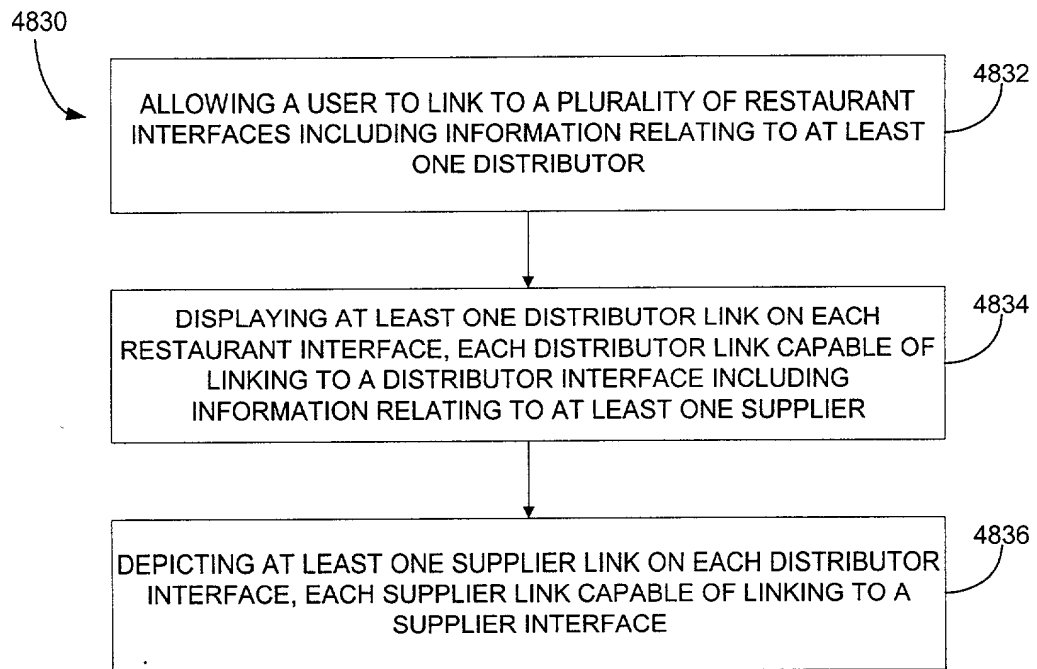 4830
4832
ALLOWING A USER TO LINK TO A PLURALITY OF RESTAURANT
INTERFACES INCLUDING INFORMATION RELATING TO AT LEAST
ONE DISTRIBUTOR
4834
DISPLAYING AT LEAST ONE DISTRIBUTOR LINK ON EACH
RESTAURANT INTERFACE, EACH DISTRIBUTOR LINK CAPABLE OF
LINKING TO A DISTRIBUTOR INTERFACE INCLUDING
INFORMATION RELATING TO AT LEAST ONE SUPPLIER
4836
DEPICTING AT LEAST ONE SUPPLIER LINK ON EACH DISTRIBUTOR
INTERFACE, EACH SUPPLIER LINK CAPABLE OF LINKING TO A
SUPPLIER INTERFACE